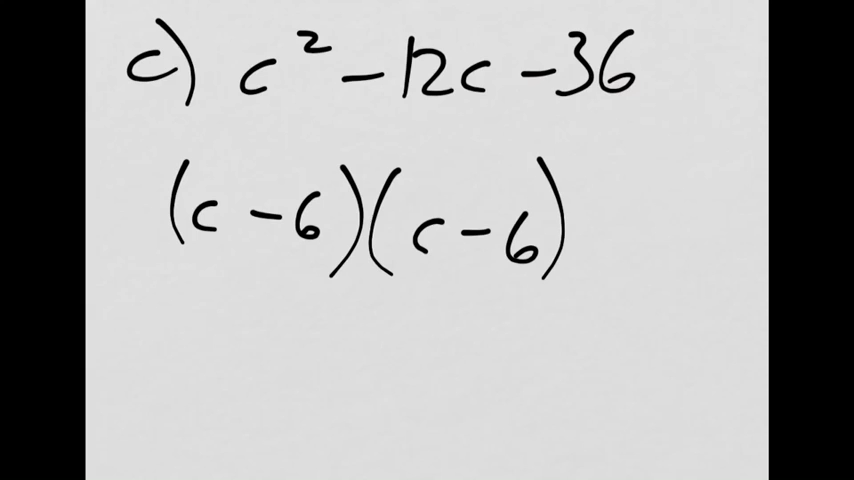 c) c² - 12c - 36
(c - 6)(c - 6)